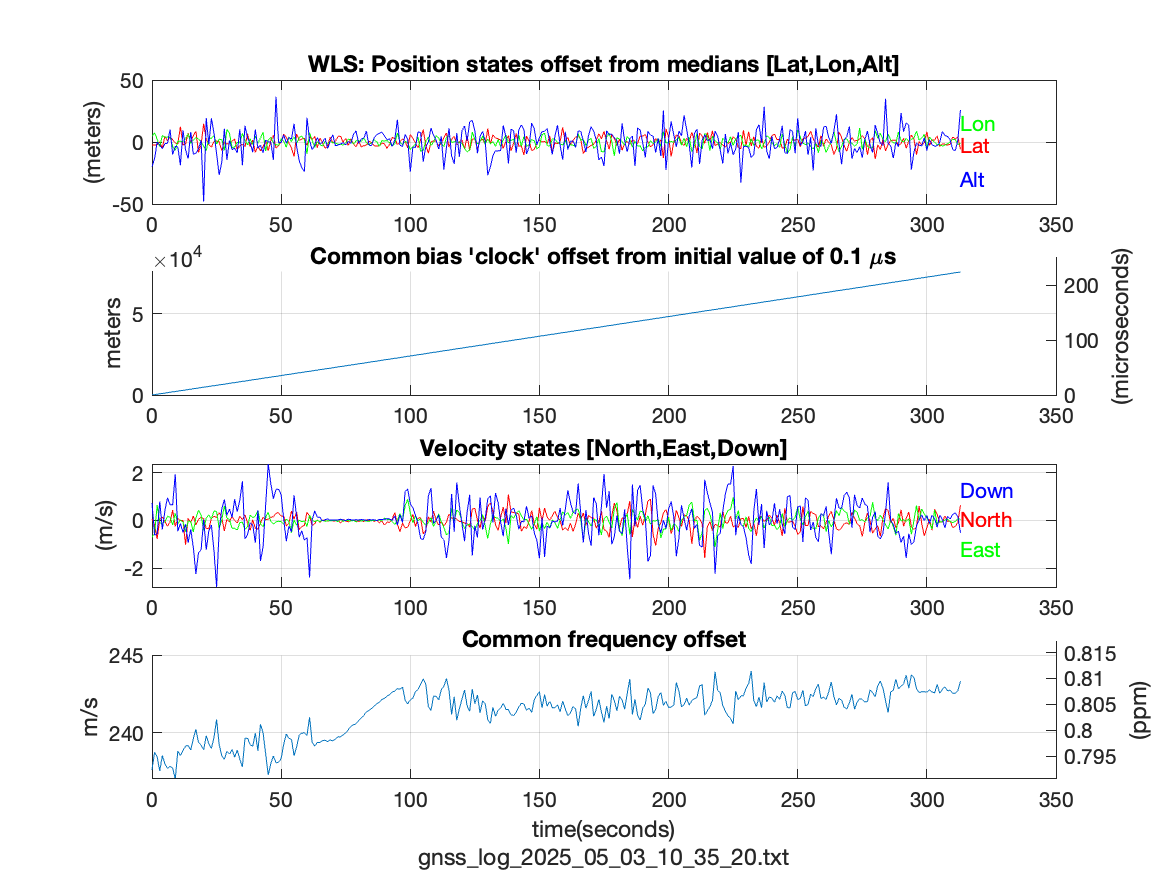 WLS: Position states offset from medians [Lat,Lon,Alt]
50
0
-50
(meters)
Lon
Lat
Alt
0 50 100 150 200 250 300 350
Common bias 'clock' offset from initial value of 0.1 μs
×10⁴
5
0
meters
200
100
0
(microseconds)
0 50 100 150 200 250 300 350
Velocity states [North,East,Down]
2
0
-2
(m/s)
Down
North
East
0 50 100 150 200 250 300 350
Common frequency offset
245
240
m/s
0.815
0.81
0.805
0.8
0.795
(ppm)
0 50 100 150 200 250 300 350
time(seconds)
gnss_log_2025_05_03_10_35_20.txt